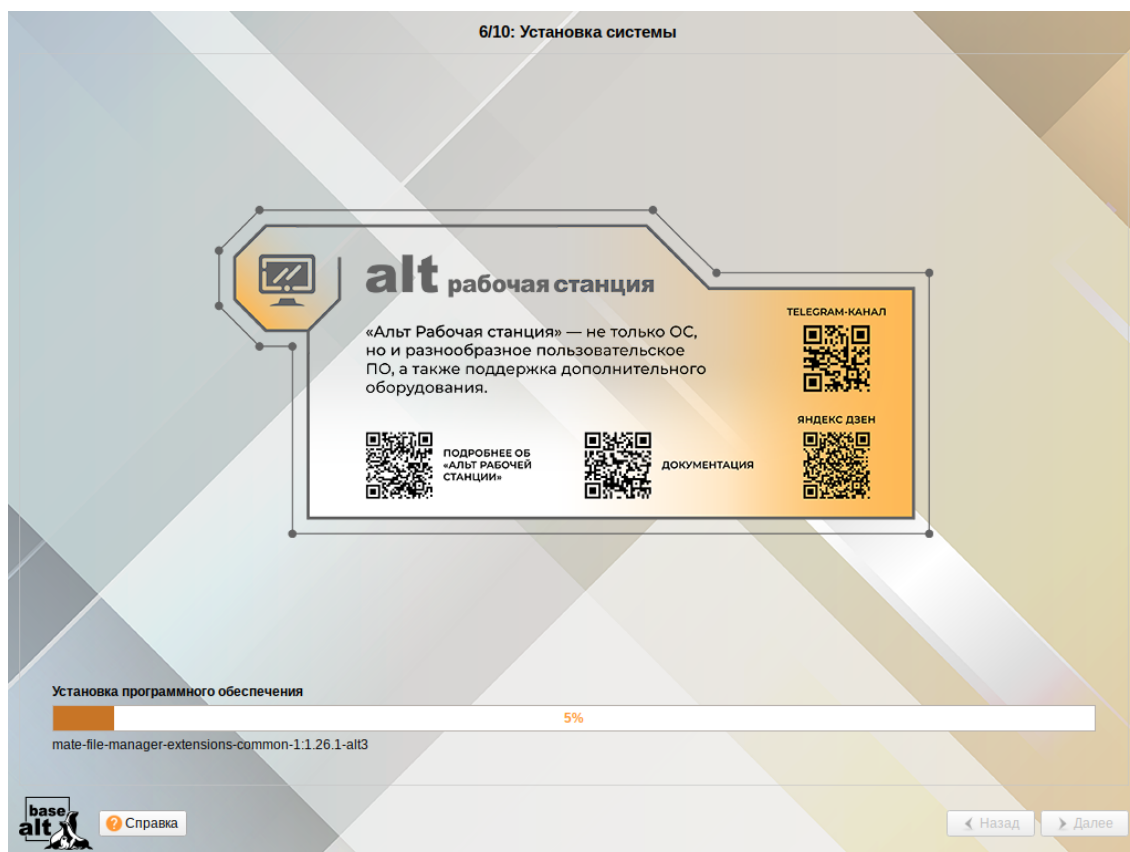 6/10: Установка системы
alt рабочая станция
«Альт Рабочая станция» — не только ОС,
но и разнообразное пользовательское
ПО, а также поддержка дополнительного
оборудования.
TELEGRAM-КАНАЛ
ЯНДЕКС ДЗЕН
ПОДРОБНЕЕ ОБ
«АЛЬТ РАБОЧЕЙ
СТАНЦИИ»
ДОКУМЕНТАЦИЯ
Установка программного обеспечения
5%
mate-file-manager-extensions-common-1:1.26.1-alt3
base
alt
Справка
Назад
Далее